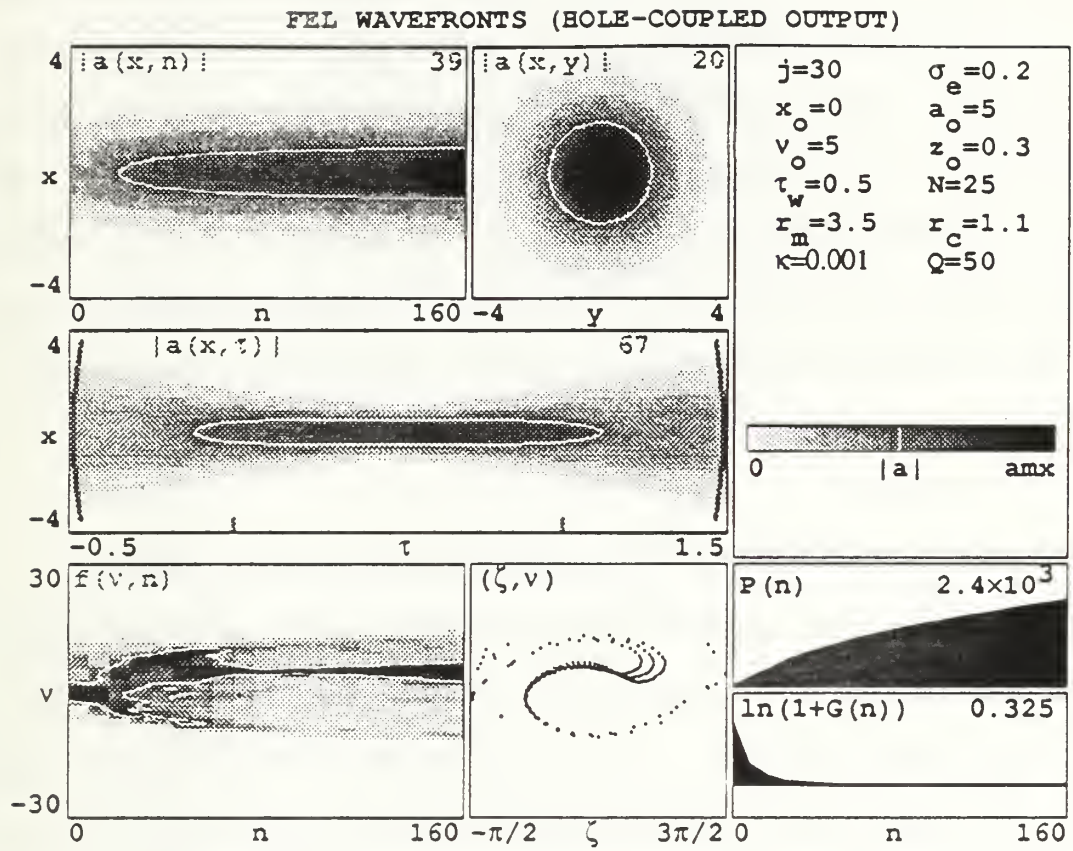 FEL WAVEFRONTS (HOLE-COUPLED OUTPUT)
4 |a(x,n)| 39
x
-4
0 n 160
|a(x,y)| 20
-4 y 4
j=30 σe=0.2
xo=0 ao=5
νo=5 zo=0.3
τw=0.5 N=25
rm=3.5 rc=1.1
κ=0.001 Q=50
4 |a(x,τ)| 67
x
-4
-0.5 τ 1.5
0 |a| amx
30 f(ν,n)
ν
-30
0 n 160
(ζ,ν)
-π/2 ζ 3π/2
P(n) 2.4×10³
ln(1+G(n)) 0.325
0 n 160